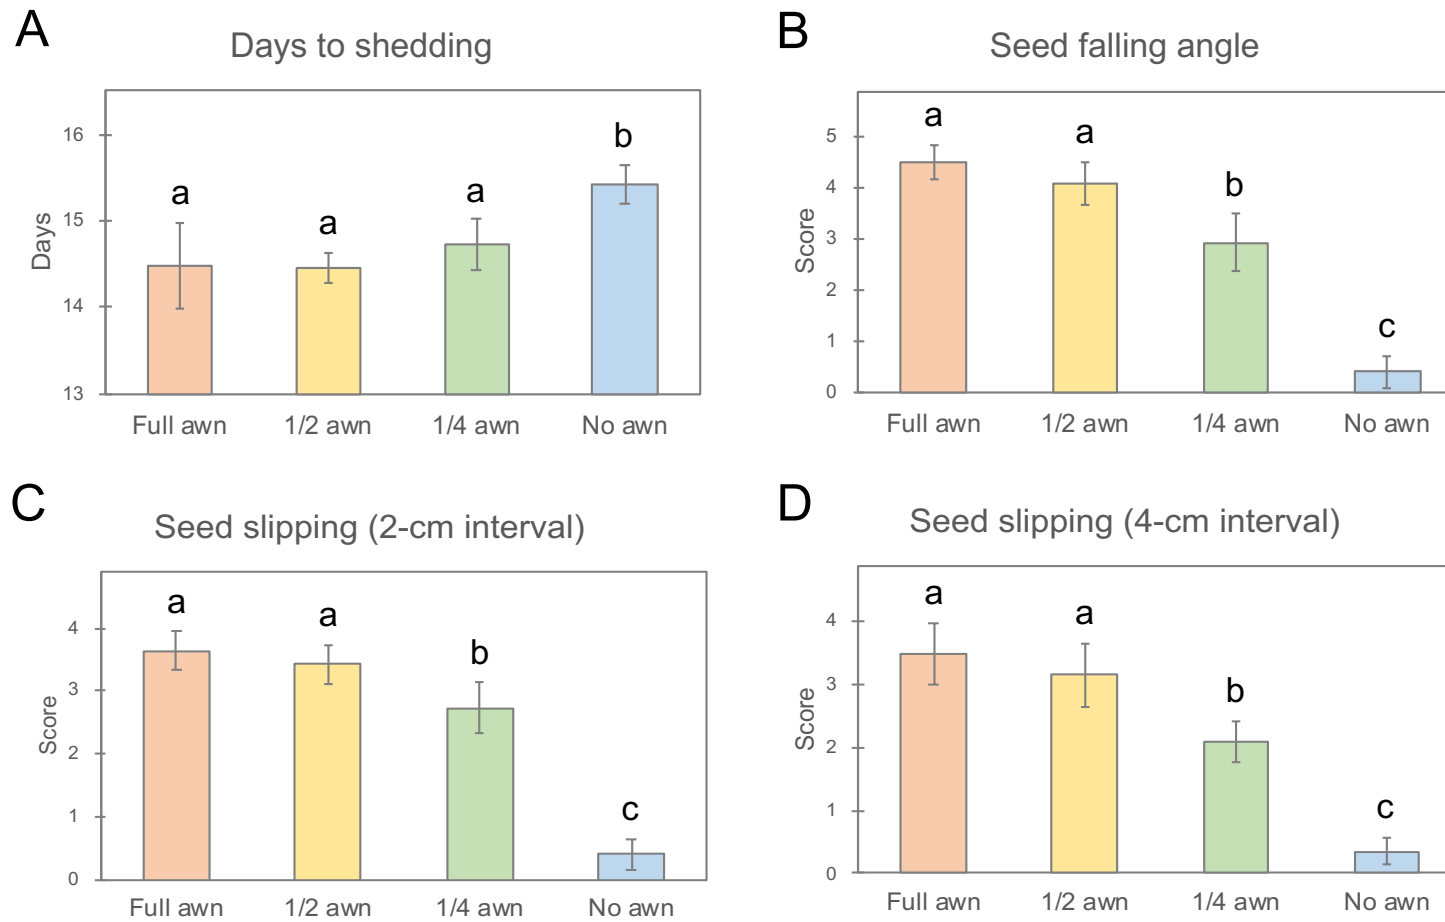 A
Days to shedding
Days
16
15
14
13
a
a
a
b
Full awn
1/2 awn
1/4 awn
No awn
B
Seed falling angle
Score
5
4
3
2
1
0
a
a
b
c
Full awn
1/2 awn
1/4 awn
No awn
C
Seed slipping (2-cm interval)
Score
4
3
2
1
0
a
a
b
c
Full awn
1/2 awn
1/4 awn
No awn
D
Seed slipping (4-cm interval)
Score
4
3
2
1
0
a
a
b
c
Full awn
1/2 awn
1/4 awn
No awn